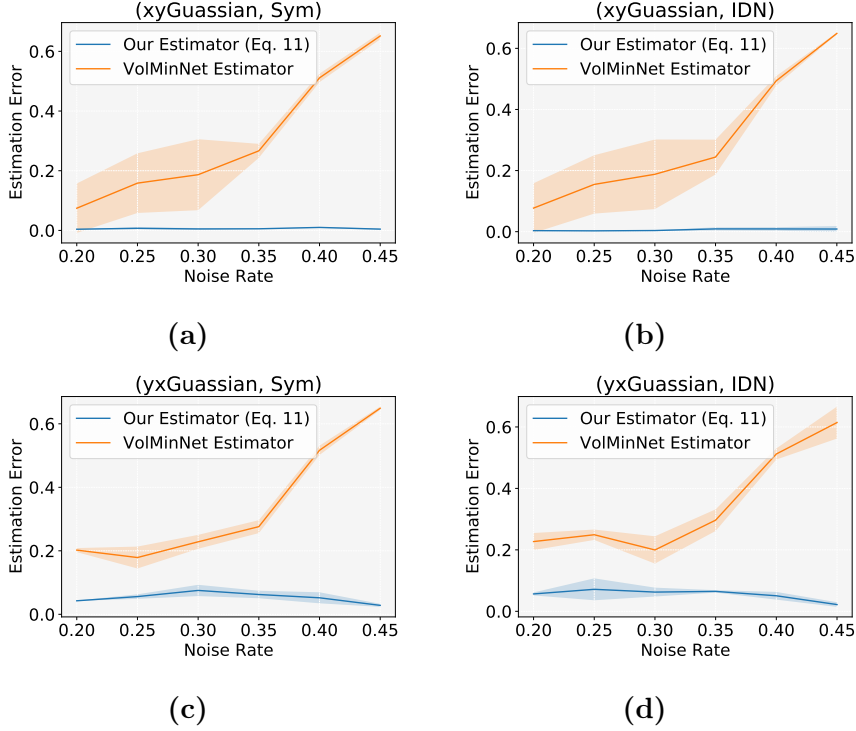 (xyGuassian, Sym)
Our Estimator (Eq. 11)
VolMinNet Estimator
Estimation Error
0.6
0.4
0.2
0.0
0.20 0.25 0.30 0.35 0.40 0.45
Noise Rate
(a)
(xyGuassian, IDN)
Our Estimator (Eq. 11)
VolMinNet Estimator
Estimation Error
0.6
0.4
0.2
0.0
0.20 0.25 0.30 0.35 0.40 0.45
Noise Rate
(b)
(yxGuassian, Sym)
Our Estimator (Eq. 11)
VolMinNet Estimator
Estimation Error
0.6
0.4
0.2
0.0
0.20 0.25 0.30 0.35 0.40 0.45
Noise Rate
(c)
(yxGuassian, IDN)
Our Estimator (Eq. 11)
VolMinNet Estimator
Estimation Error
0.6
0.4
0.2
0.0
0.20 0.25 0.30 0.35 0.40 0.45
Noise Rate
(d)